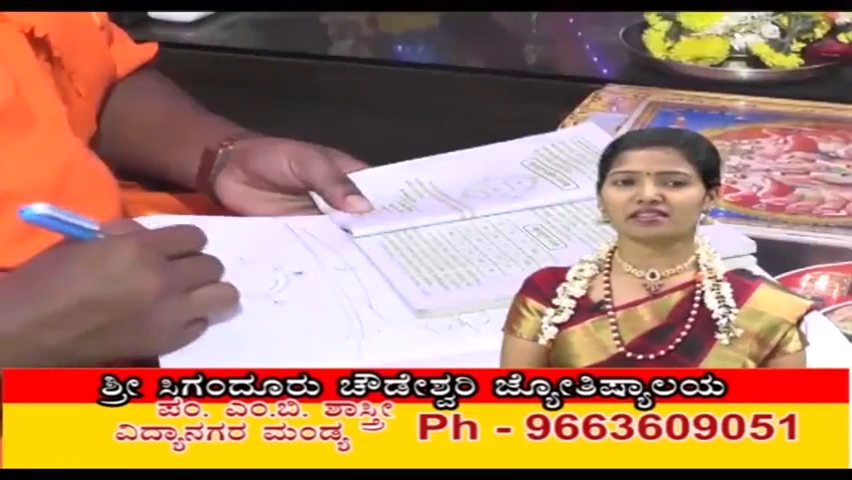 ಶ್ರೀ ಸಿಗಂದೂರು ಚೌಡೇಶ್ವರಿ ಜ್ಯೋತಿಷ್ಯಾಲಯ
ಪಂ. ಎಂ.ಬಿ. ಶಾಸ್ತ್ರೀ
ವಿದ್ಯಾನಗರ ಮಂಡ್ಯ
Ph - 9663609051